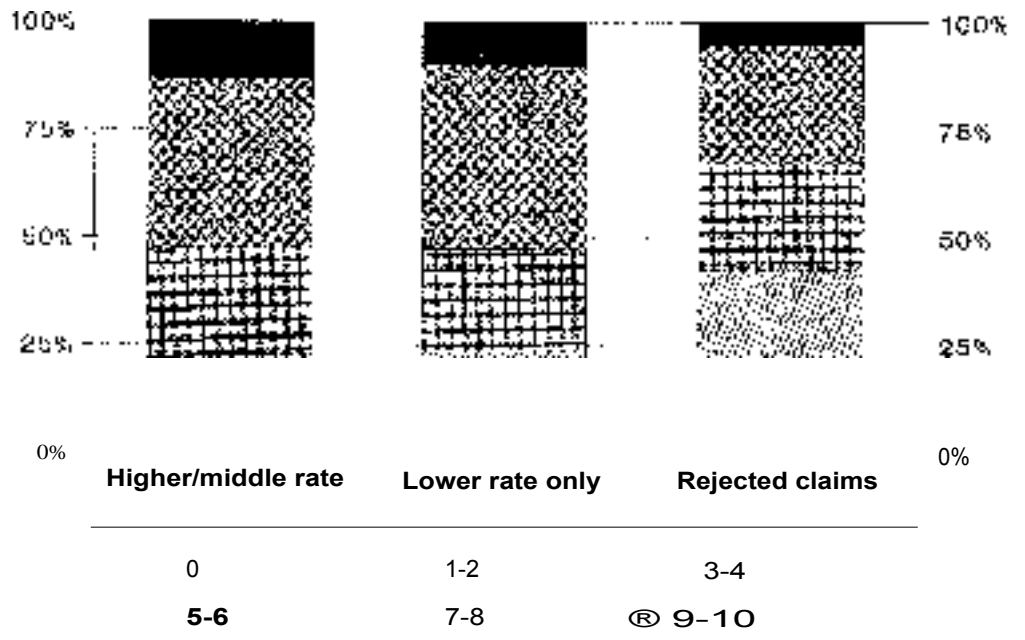 100% 100%
75% 78%
50% 50%
25% 25%
0% 0%
Higher/middle rate Lower rate only Rejected claims
0 1-2 3-4
5-6 7-8 ® 9-10